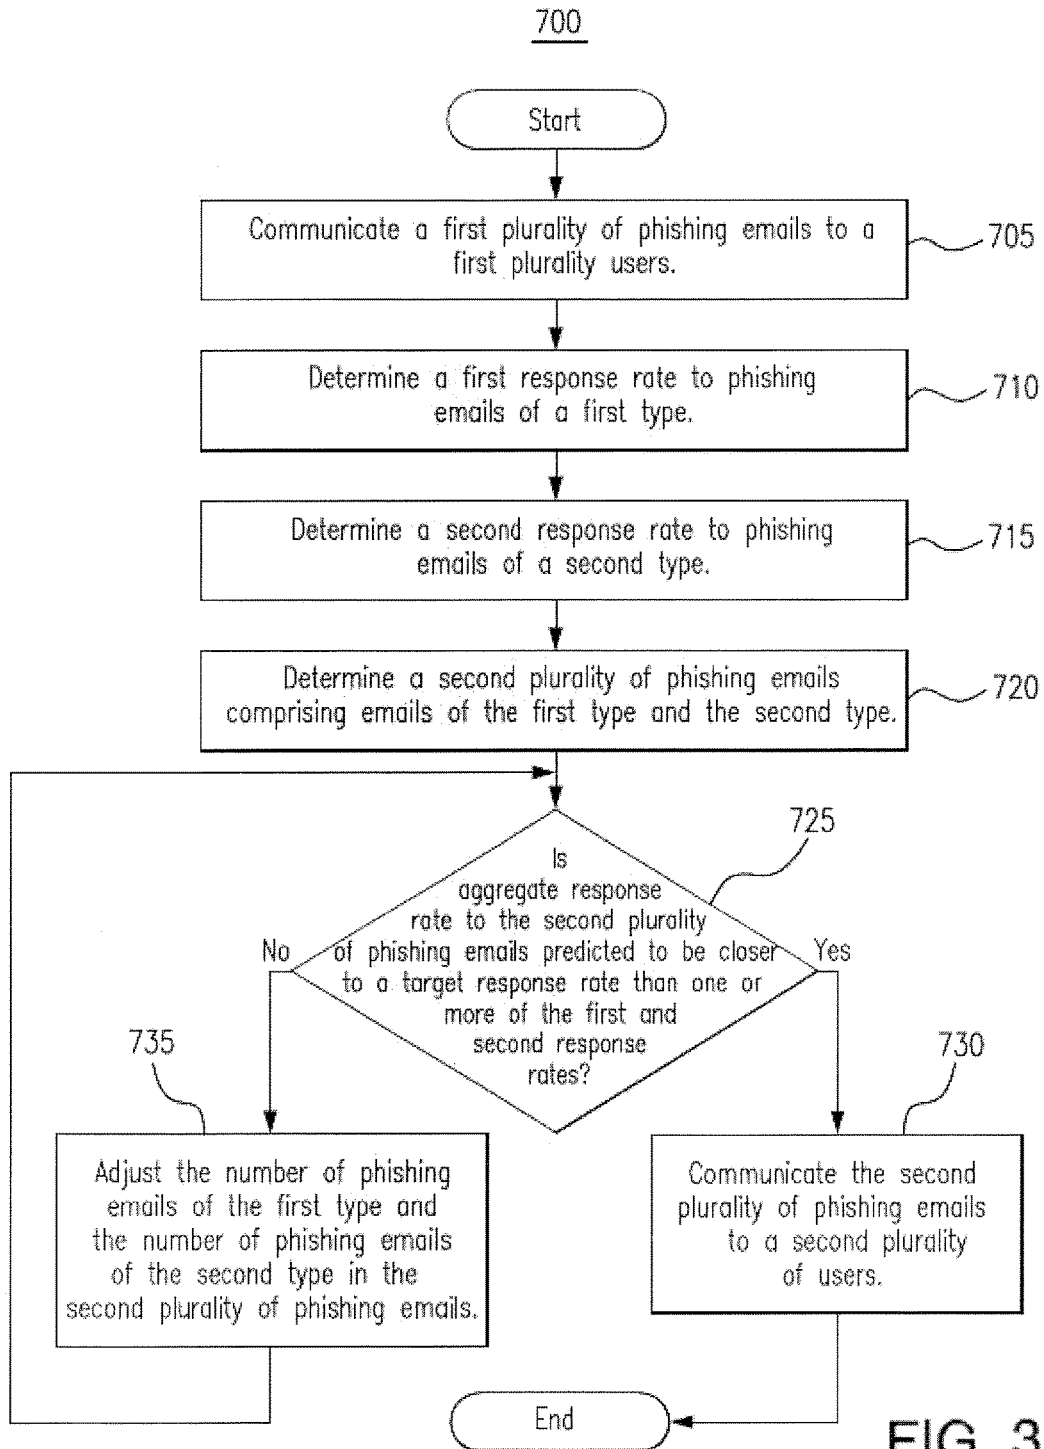 700
Start
Communicate a first plurality of phishing emails to a
first plurality users.
705
Determine a first response rate to phishing
emails of a first type.
710
Determine a second response rate to phishing
emails of a second type.
715
Determine a second plurality of phishing emails
comprising emails of the first type and the second type.
720
725
Is
aggregate response
rate to the second plurality
of phishing emails predicted to be closer
to a target response rate than one or
more of the first and
second response
rates?
No
Yes
735
Adjust the number of phishing
emails of the first type and
the number of phishing emails
of the second type in the
second plurality of phishing emails.
730
Communicate the second
plurality of phishing emails
to a second plurality
of users.
End
FIG. 3